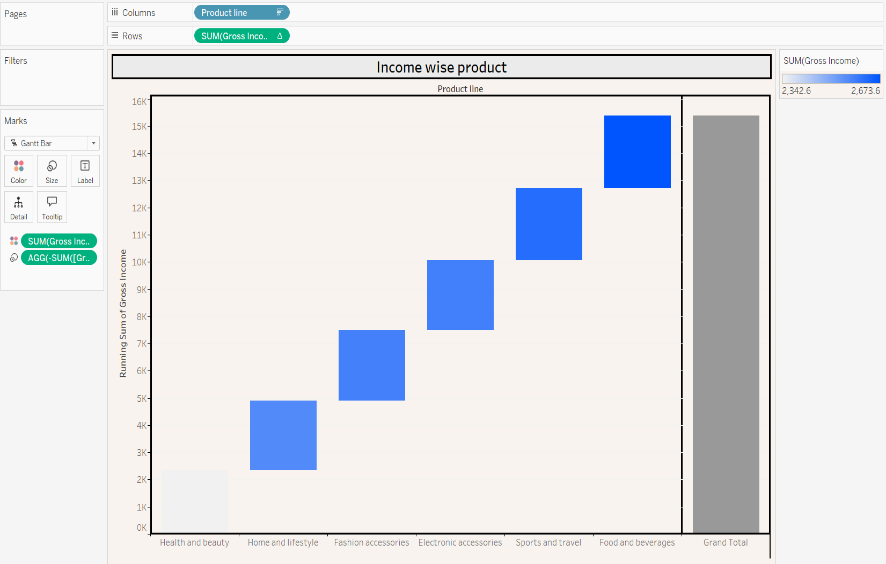 Pages
Columns
Product line
Rows
SUM(Gross Inco.. Δ
Filters
Marks
Gantt Bar
Color
Size
Label
Detail
Tooltip
SUM(Gross Inc..
AGG(-SUM([Gr..
Income wise product
Product line
16K
15K
14K
13K
12K
11K
10K
9K
8K
7K
6K
5K
4K
3K
2K
1K
0K
Running Sum of Gross Income
Health and beauty
Home and lifestyle
Fashion accessories
Electronic accessories
Sports and travel
Food and beverages
Grand Total
SUM(Gross Income)
2,342.6
2,673.6